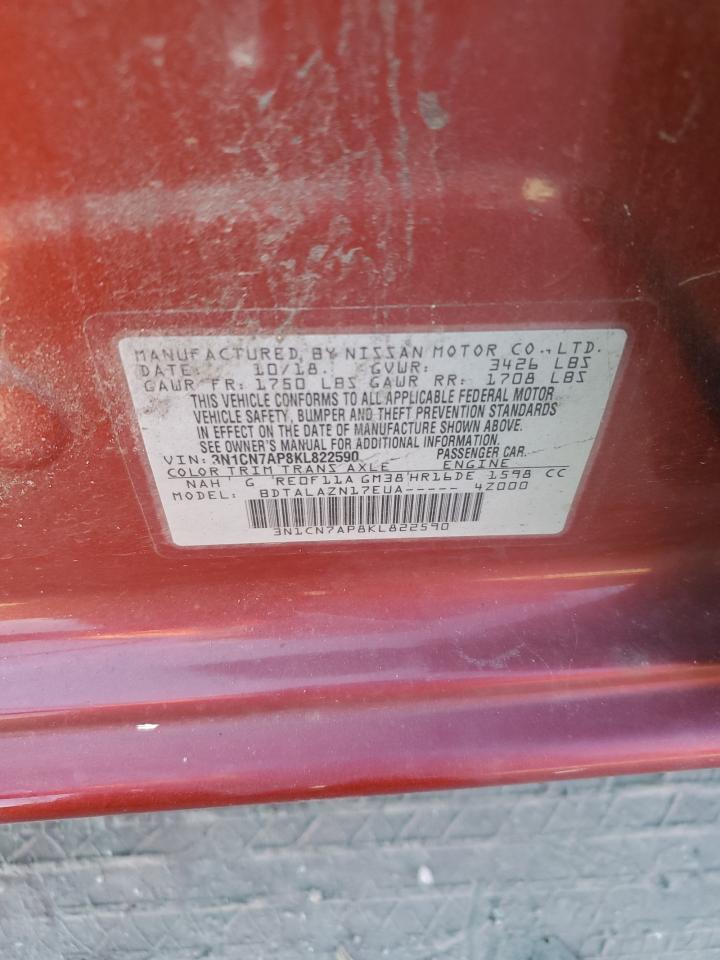 MANUFACTURED BY NISSAN MOTOR CO., LTD.
DATE: 10/18. GVWR: 3426 LBS
GAWR FR: 1750 LBS GAWR RR: 1708 LBS
THIS VEHICLE CONFORMS TO ALL APPLICABLE FEDERAL MOTOR
VEHICLE SAFETY, BUMPER AND THEFT PREVENTION STANDARDS
IN EFFECT ON THE DATE OF MANUFACTURE SHOWN ABOVE.
SEE OWNER'S MANUAL FOR ADDITIONAL INFORMATION.
VIN: 3N1CN7AP8KL822590 PASSENGER CAR
COLOR TRIM TRANS AXLE ENGINE
NAH G RE0F11A GM38 HR16DE 1598 CC
MODEL: BDTALAZN17EUA----- 4Z000
3N1CN7AP8KL822590